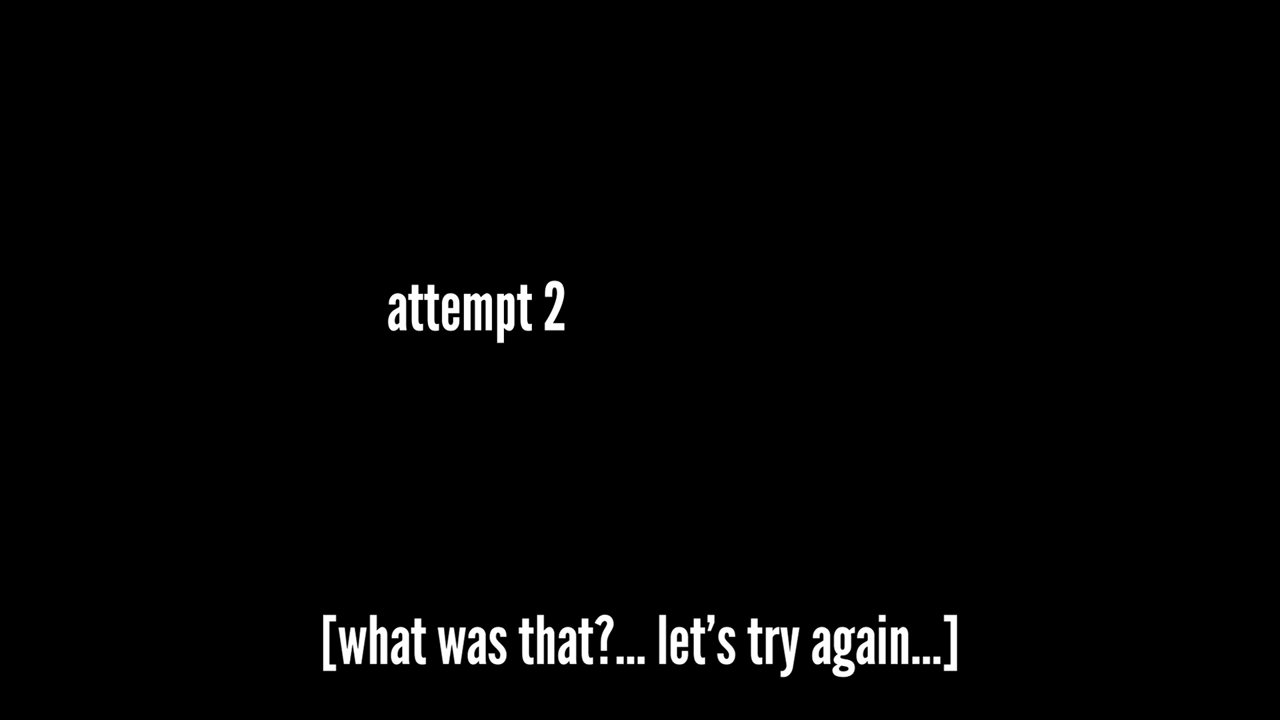 attempt 2
[what was that?... let’s try again...]